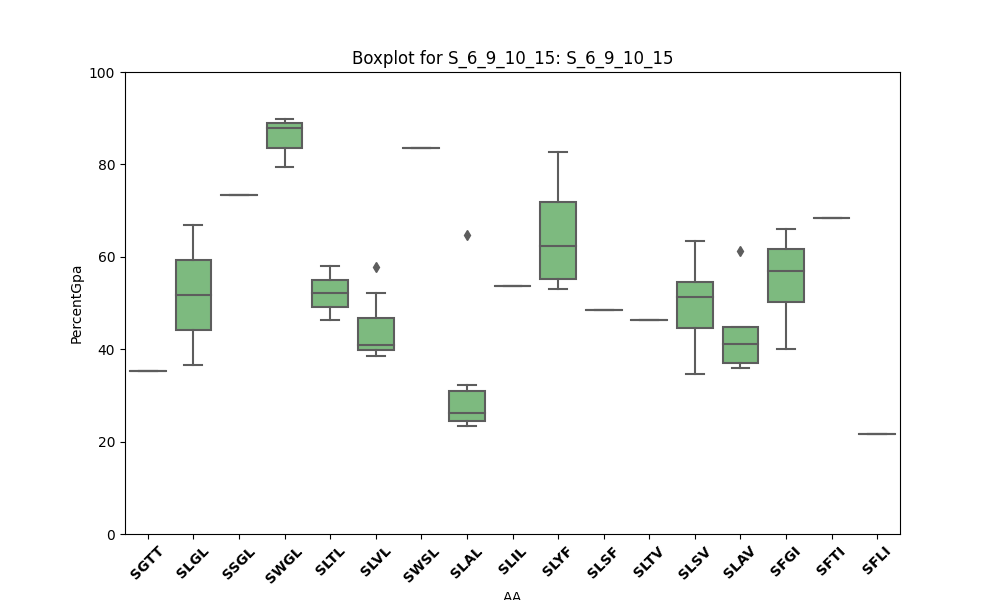 Boxplot for S_6_9_10_15: S_6_9_10_15
100
80
60
40
20
0
PercentGpa
SGTT
SLGL
SSGL
SWGL
SLTL
SLVL
SWSL
SLAL
SLIL
SLYF
SLSF
SLTV
SLSV
SLAV
SFGI
SFTI
SFLI
AA